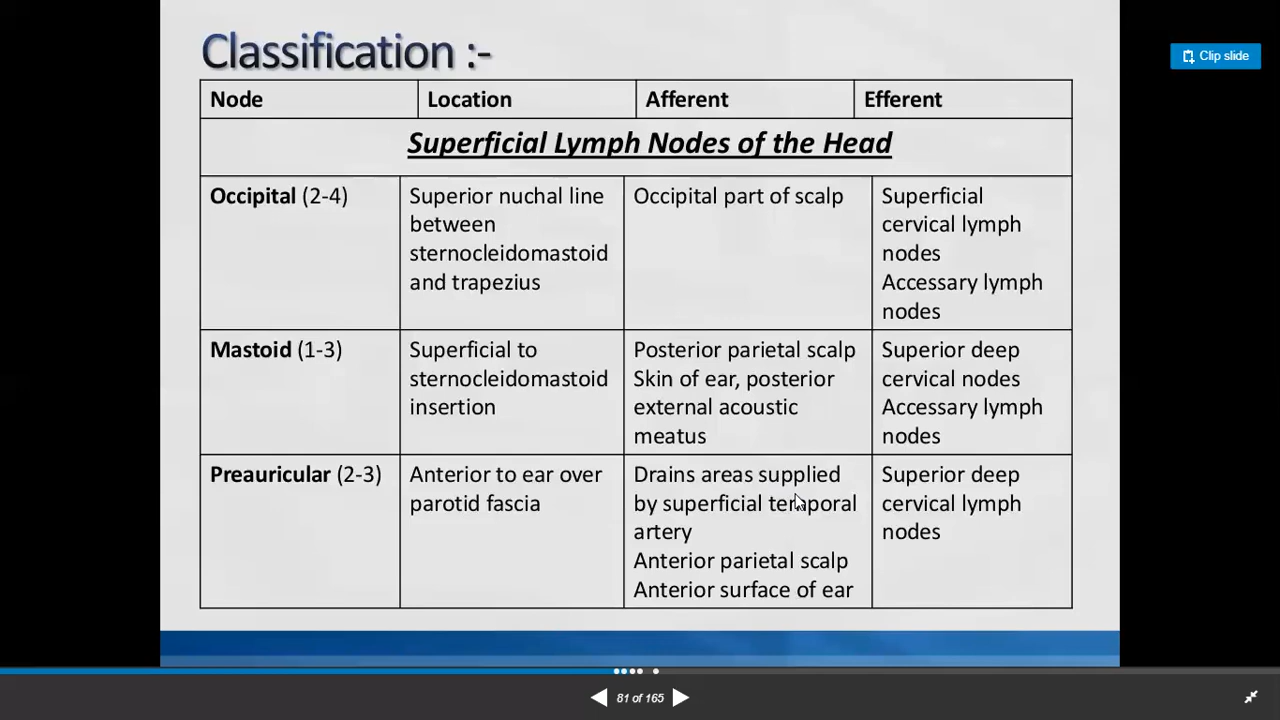 Classification :-
Clip slide
Node Location Afferent Efferent
Superficial Lymph Nodes of the Head
Occipital (2-4)
Superior nuchal line
between
sternocleidomastoid
and trapezius
Occipital part of scalp
Superficial
cervical lymph
nodes
Accessary lymph
nodes
Mastoid (1-3)
Superficial to
sternocleidomastoid
insertion
Posterior parietal scalp
Skin of ear, posterior
external acoustic
meatus
Superior deep
cervical nodes
Accessary lymph
nodes
Preauricular (2-3)
Anterior to ear over
parotid fascia
Drains areas supplied
by superficial temporal
artery
Anterior parietal scalp
Anterior surface of ear
Superior deep
cervical lymph
nodes
81 of 165